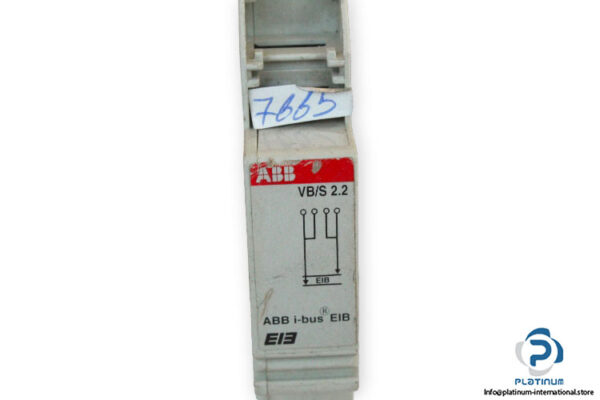 7665
ABB
VB/S 2.2
EIB
ABB i-bus® EIB
EIB
PLATINUM
Info@platinum-international.store